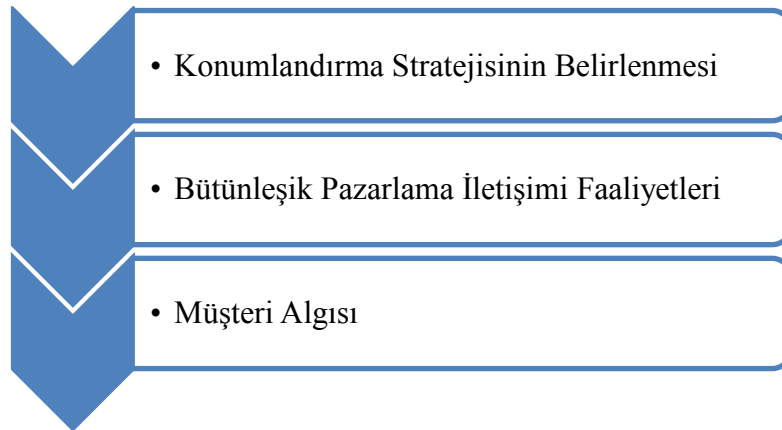 • Konumlandırma Stratejisinin Belirlenmesi
• Bütünleşik Pazarlama İletişimi Faaliyetleri
• Müşteri Algısı